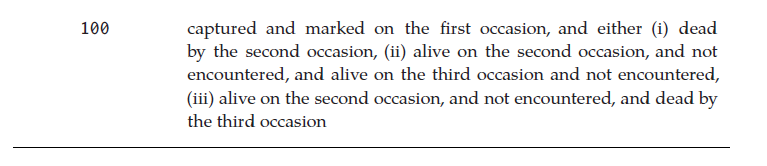 100 captured and marked on the first occasion, and either (i) dead
by the second occasion, (ii) alive on the second occasion, and not
encountered, and alive on the third occasion and not encountered,
(iii) alive on the second occasion, and not encountered, and dead by
the third occasion